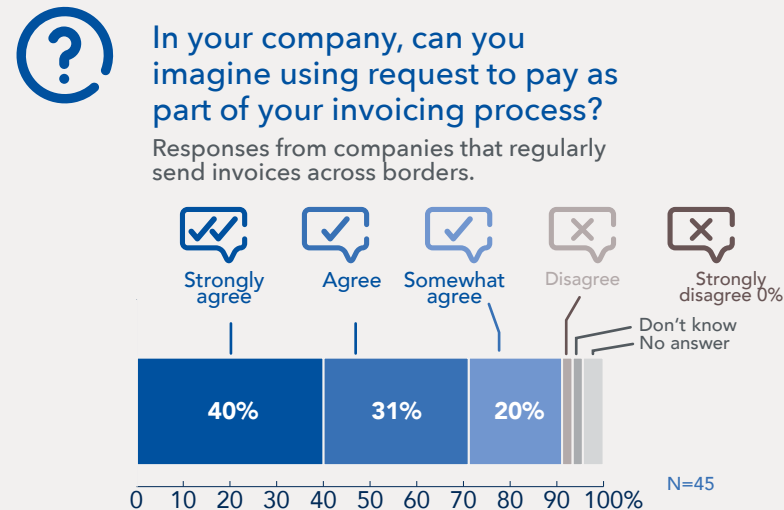 ?
In your company, can you
imagine using request to pay as
part of your invoicing process?
Responses from companies that regularly
send invoices across borders.
Strongly
agree
Agree
Somewhat
agree
Disagree
Strongly
disagree 0%
Don't know
No answer
40%
31%
20%
N=45
0 10 20 30 40 50 60 70 80 90 100%